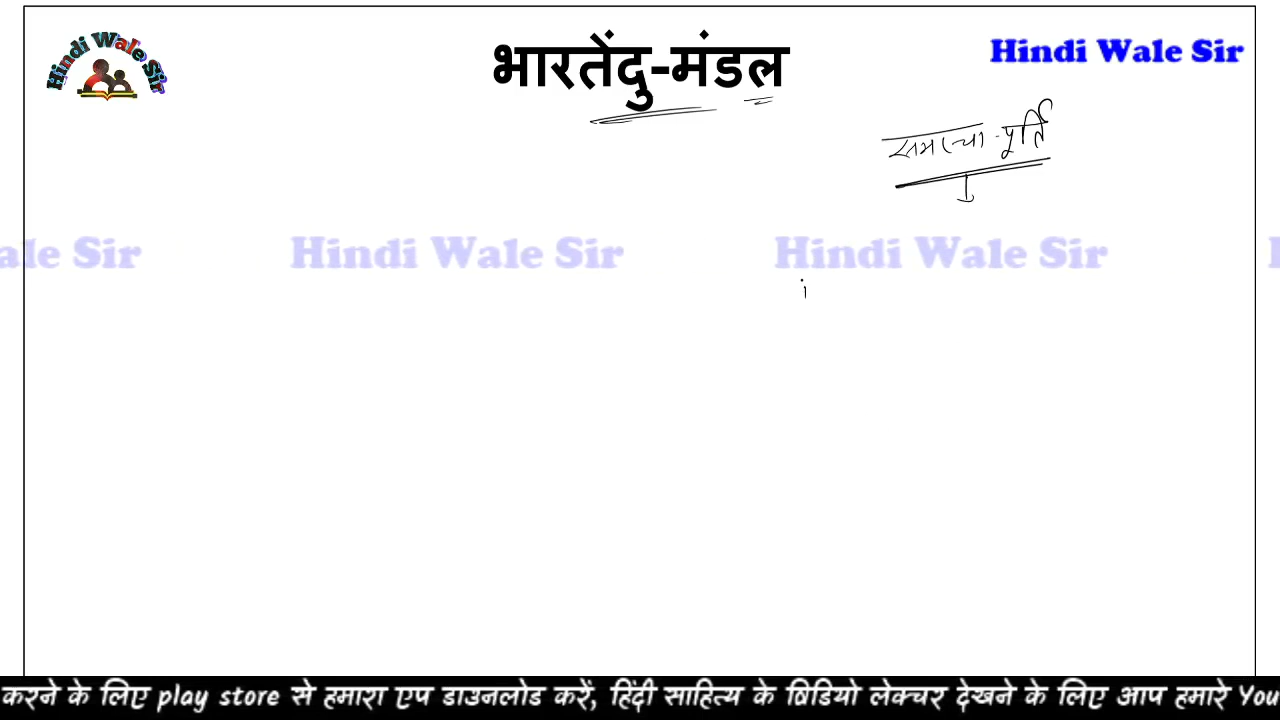 Hindi Wale Sir
भारतेंदु-मंडल
Hindi Wale Sir
समस्या-पूर्ति
ale Sir Hindi Wale Sir Hindi Wale Sir
करने के लिए play store से हमारा एप डाउनलोड करें, हिंदी साहित्य के विडियो लेक्चर देखने के लिए आप हमारे You